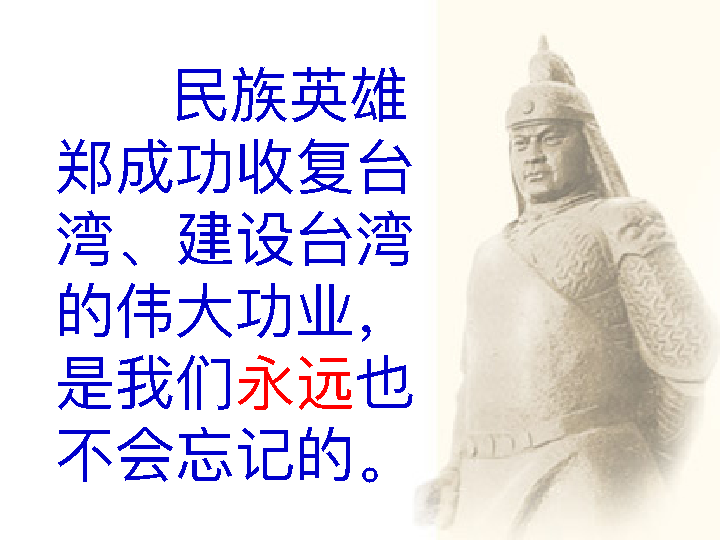 民族英雄
郑成功收复台
湾、建设台湾
的伟大功业，
是我们永远也
不会忘记的。